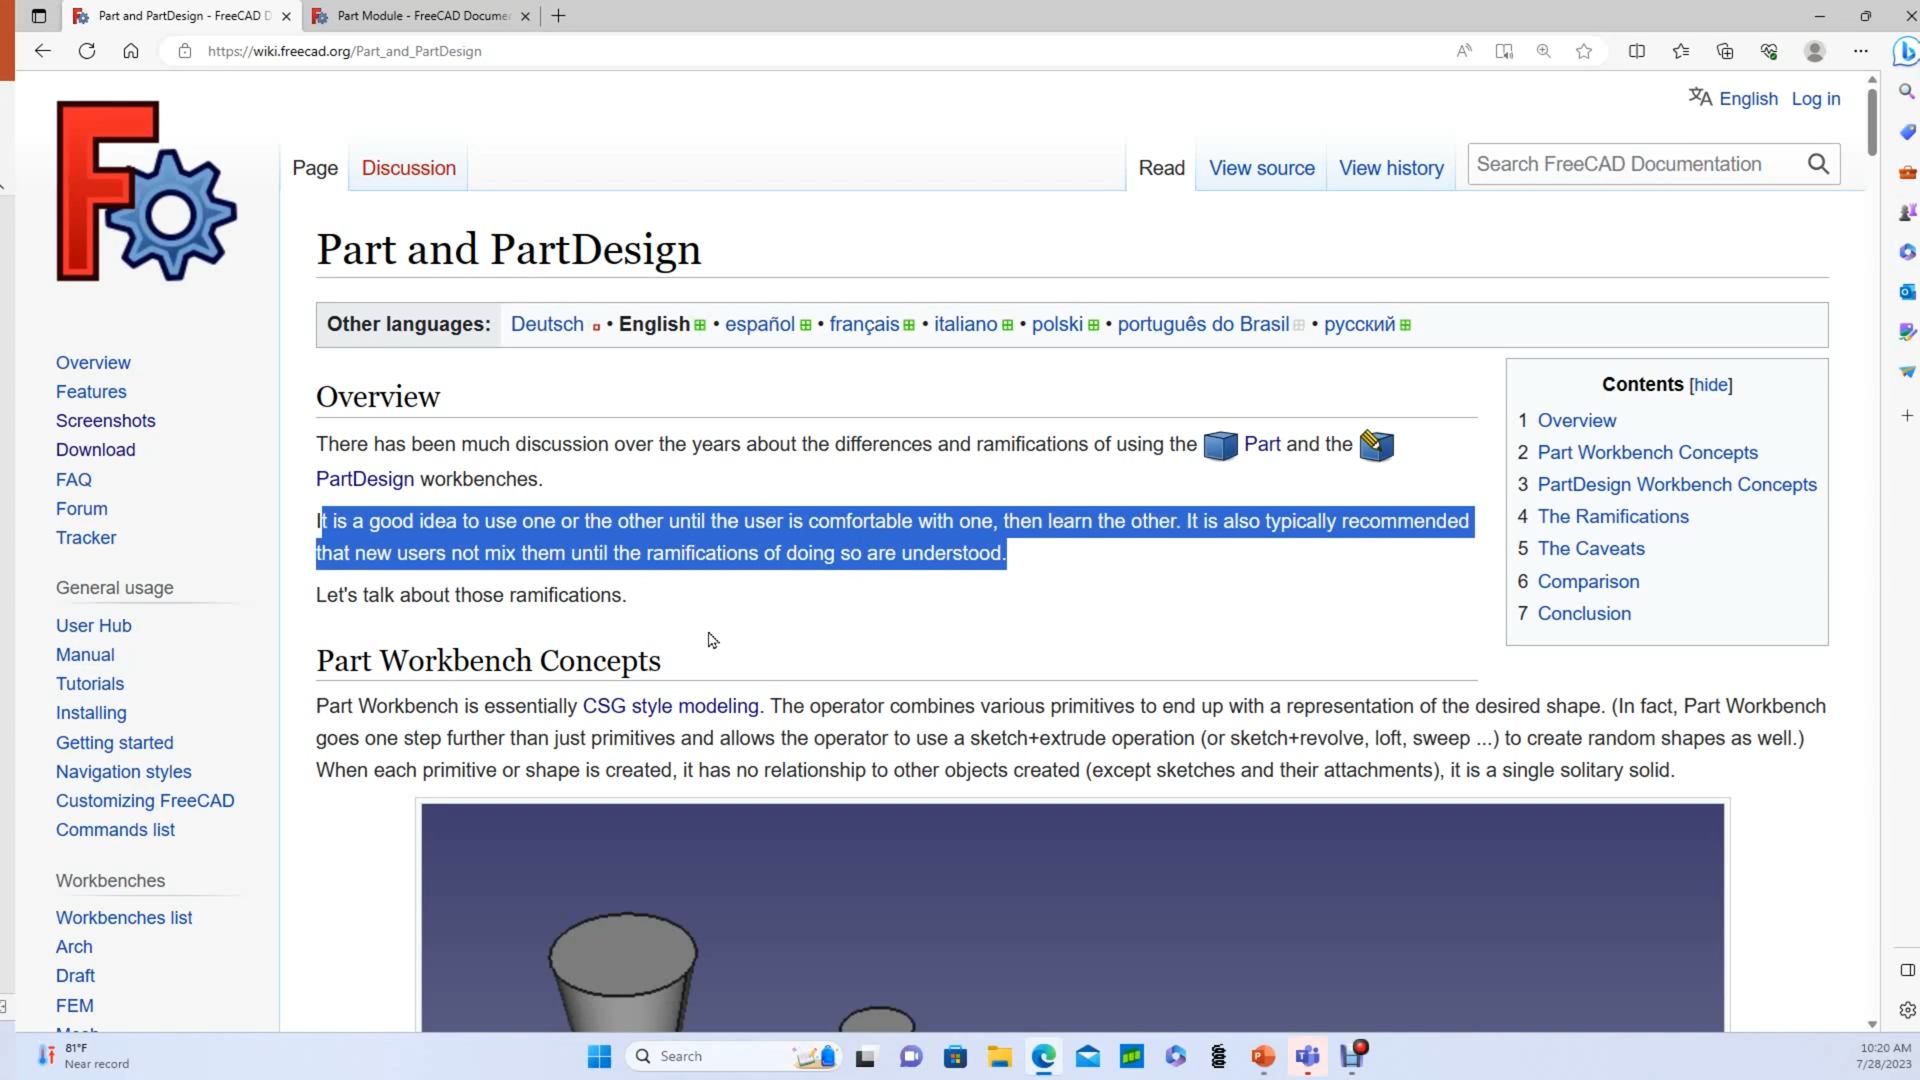 Part and PartDesign - FreeCAD D
Part Module - FreeCAD Docume
https://wiki.freecad.org/Part_and_PartDesign
English Log in
Page Discussion Read View source View history Search FreeCAD Documentation
Part and PartDesign
Other languages: Deutsch • English • español • français • italiano • polski • português do Brasil • русский
Overview
Features
Screenshots
Download
FAQ
Forum
Tracker
General usage
User Hub
Manual
Tutorials
Installing
Getting started
Navigation styles
Customizing FreeCAD
Commands list
Workbenches
Workbenches list
Arch
Draft
FEM
Overview
There has been much discussion over the years about the differences and ramifications of using the Part and the
PartDesign workbenches.
It is a good idea to use one or the other until the user is comfortable with one, then learn the other. It is also typically recommended
that new users not mix them until the ramifications of doing so are understood.
Let's talk about those ramifications.
Contents [hide]
1 Overview
2 Part Workbench Concepts
3 PartDesign Workbench Concepts
4 The Ramifications
5 The Caveats
6 Comparison
7 Conclusion
Part Workbench Concepts
Part Workbench is essentially CSG style modeling. The operator combines various primitives to end up with a representation of the desired shape. (In fact, Part Workbench
goes one step further than just primitives and allows the operator to use a sketch+extrude operation (or sketch+revolve, loft, sweep ...) to create random shapes as well.)
When each primitive or shape is created, it has no relationship to other objects created (except sketches and their attachments), it is a single solitary solid.
81°F
Near record
Search
10:20 AM
7/28/2023